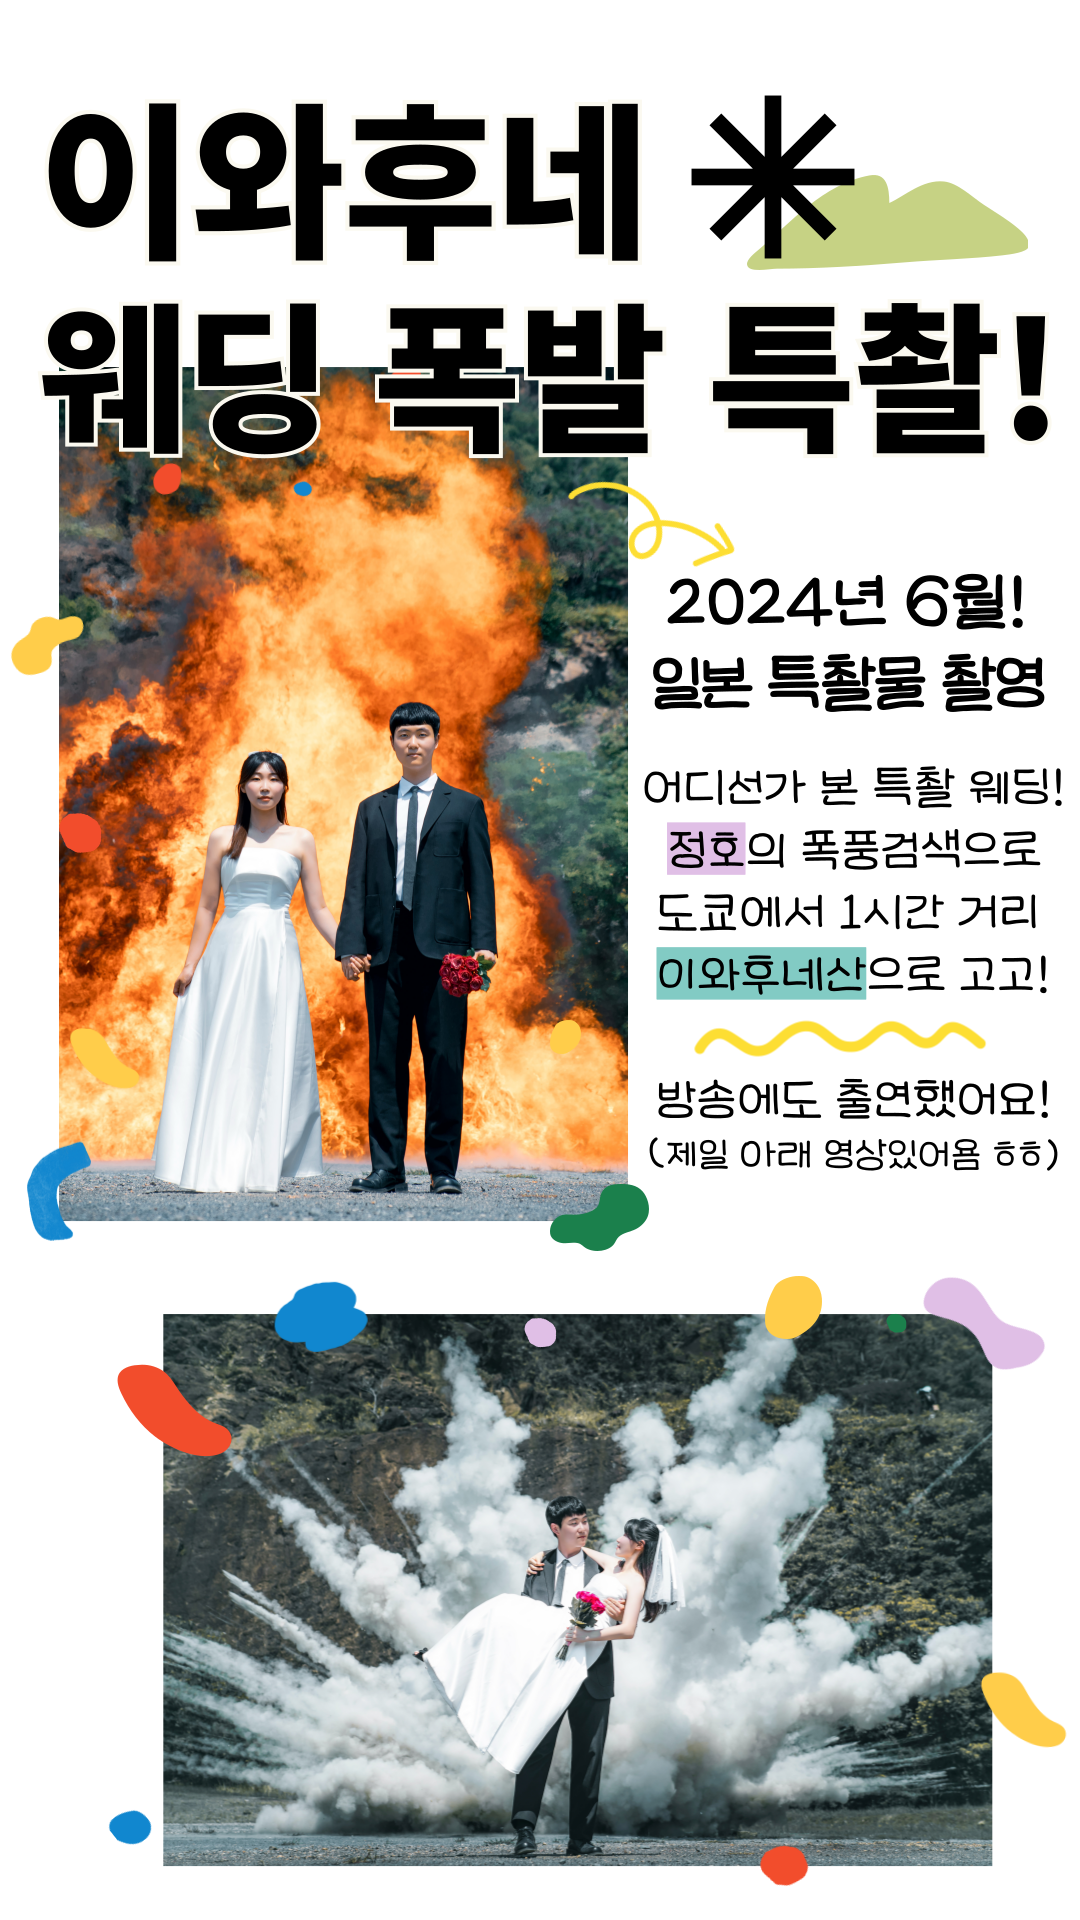 이와후네
웨딩 폭발 특촬!
2024년 6월!
일본 특촬물 촬영
어디선가 본 특촬 웨딩!
정호의 폭풍검색으로
도쿄에서 1시간 거리
이와후네산으로 고고!
방송에도 출연했어요!
(제일 아래 영상있어욤 ㅎㅎ)